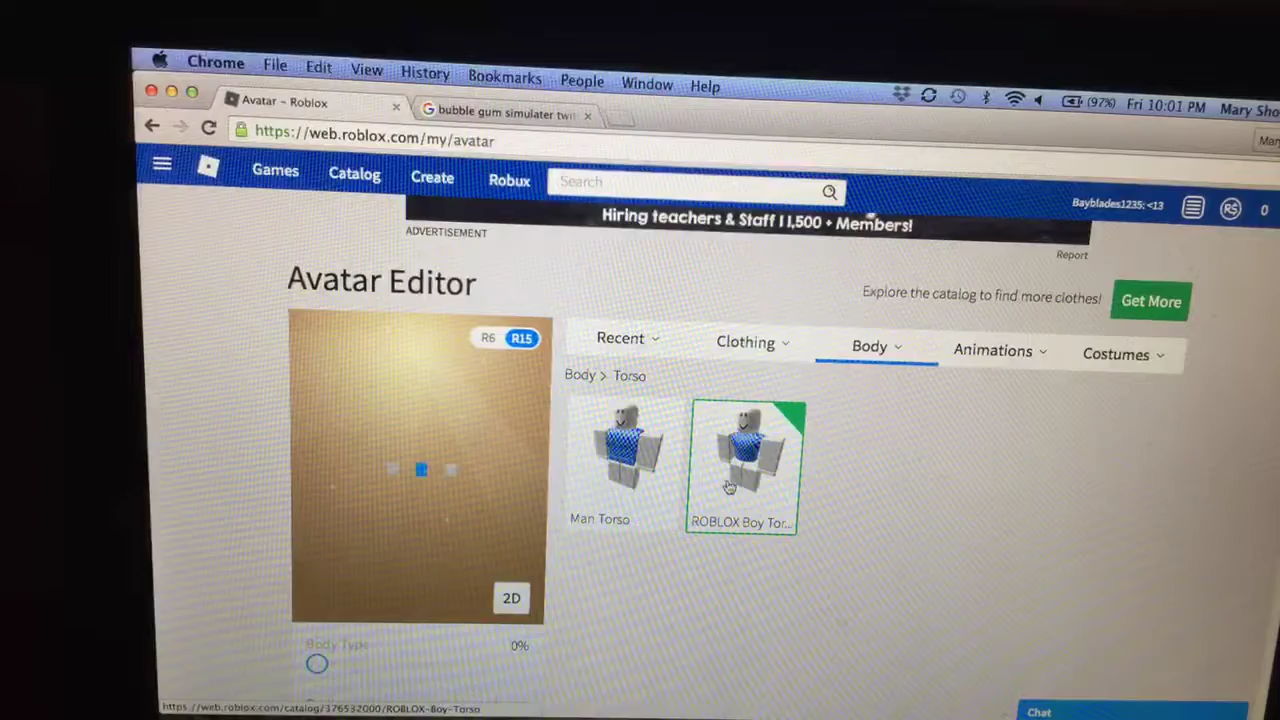 Chrome File Edit View History Bookmarks People Window Help (97%) Fri 10:01 PM Mary Sho
Avatar - Roblox
bubble gum simulater twi
https://web.roblox.com/my/avatar
Games Catalog Create Robux Search Bayblades1235: <13 R$ 0
Hiring teachers & Staff 11,500 + Members!
ADVERTISEMENT
Report
Avatar Editor
Explore the catalog to find more clothes! Get More
R6 R15
Recent Clothing Body Animations Costumes
Body > Torso
Man Torso
ROBLOX Boy Tor...
2D
Body Type 0%
https://web.roblox.com/catalog/376532000/ROBLOX-Boy-Torso
Chat